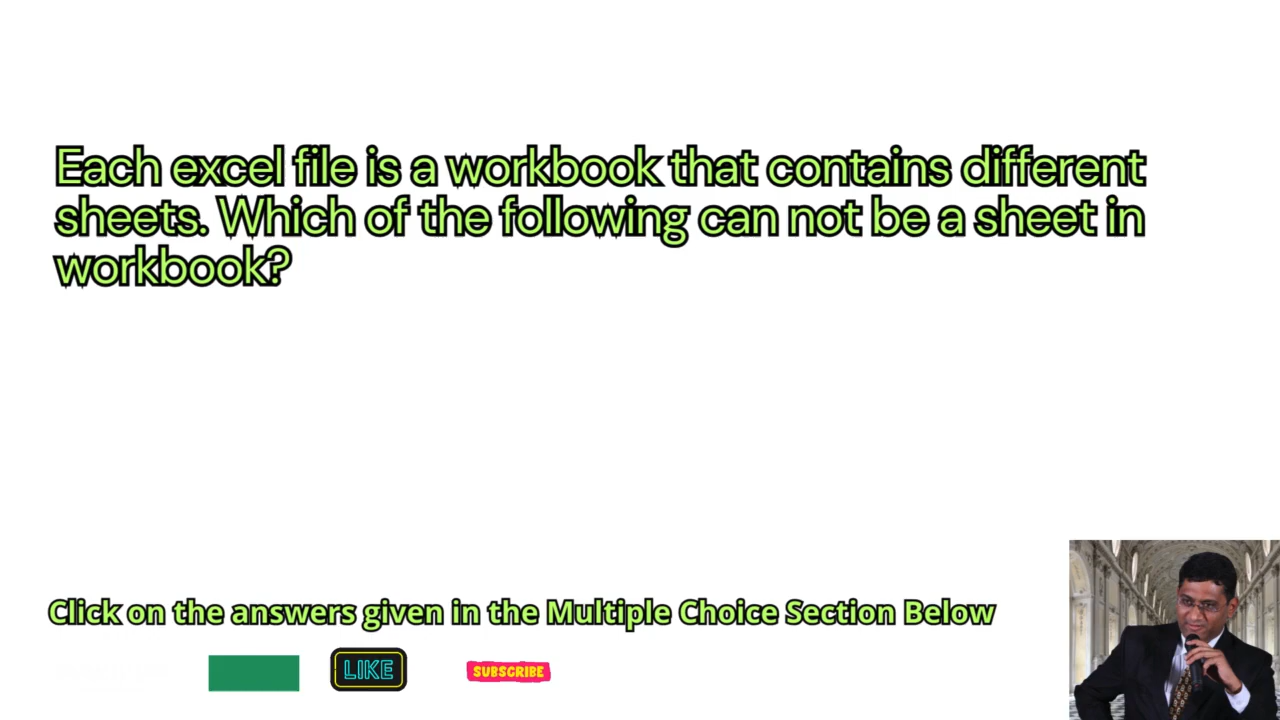 Each excel file is a workbook that contains different
sheets. Which of the following can not be a sheet in
workbook?
Click on the answers given in the Multiple Choice Section Below
LIKE
SUBSCRIBE